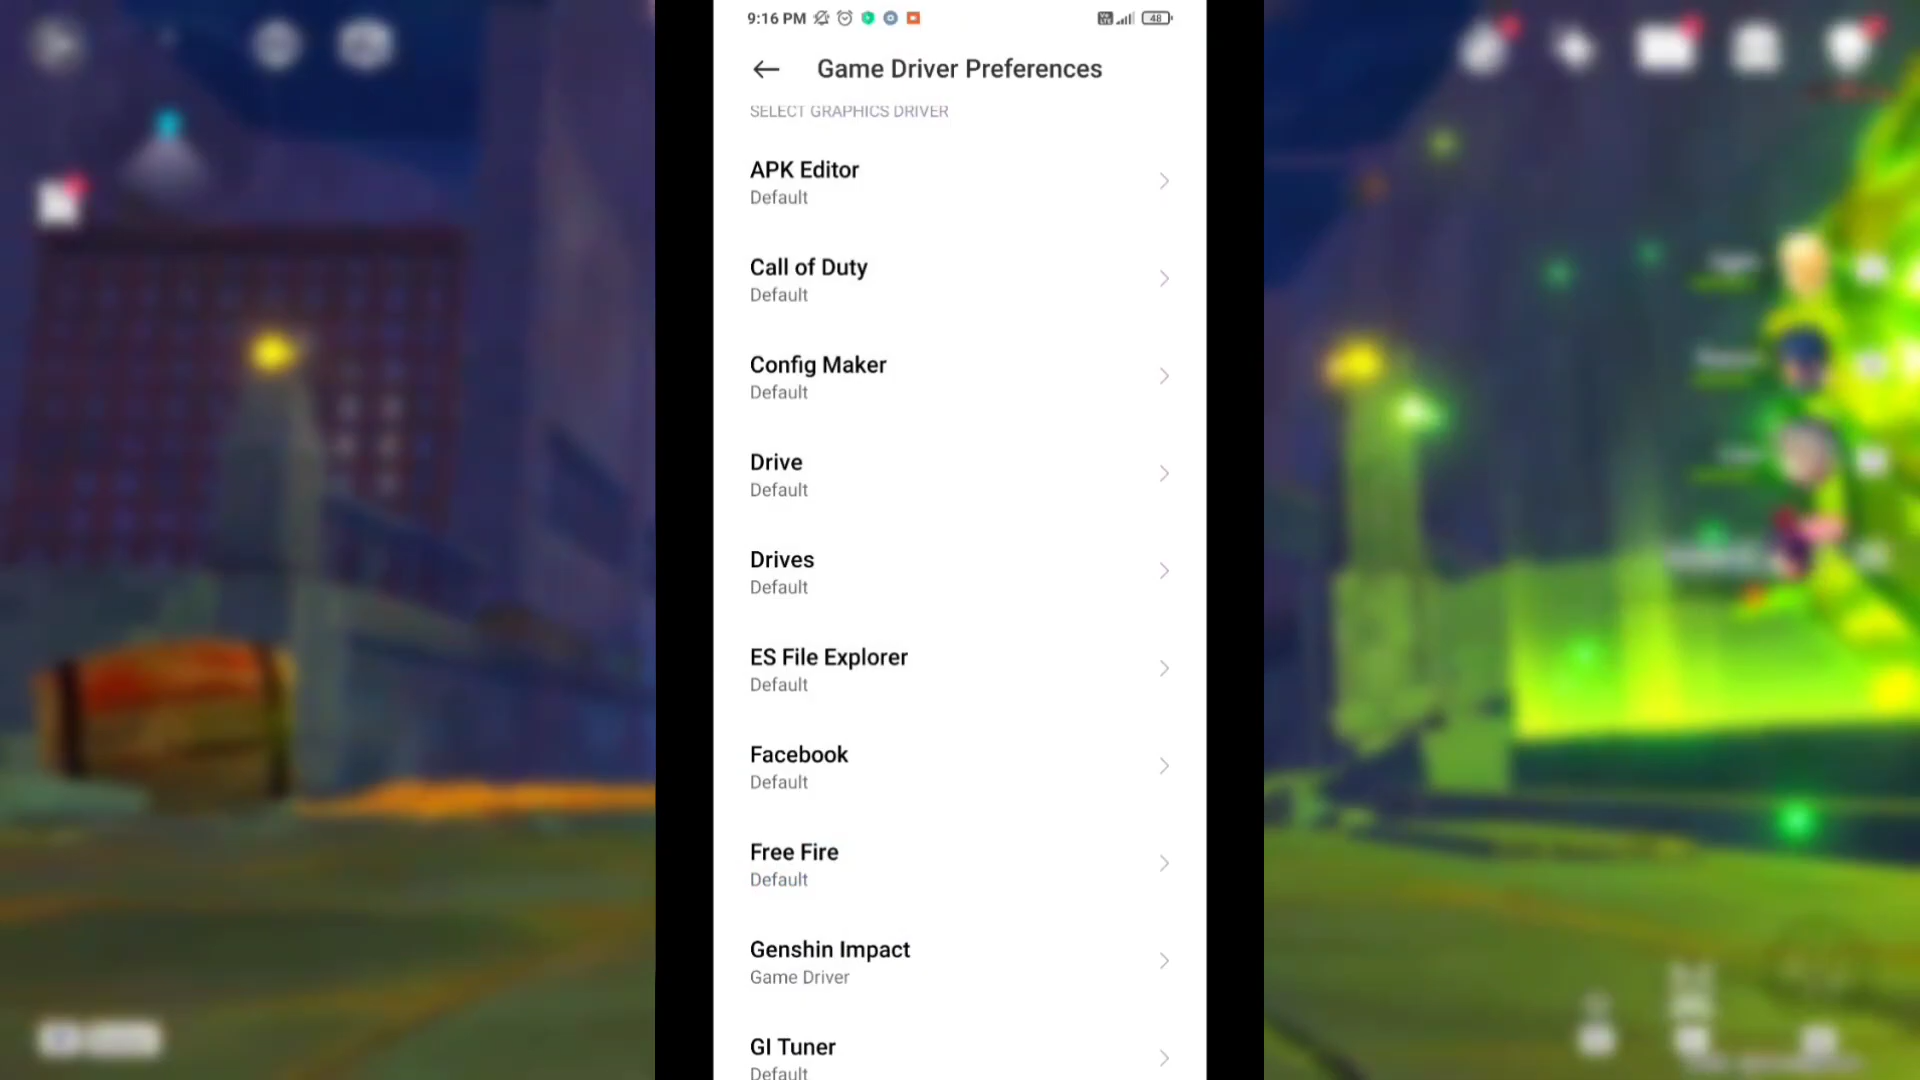 9:16 PM
48
Game Driver Preferences
SELECT GRAPHICS DRIVER
APK Editor
Default
Call of Duty
Default
Config Maker
Default
Drive
Default
Drives
Default
ES File Explorer
Default
Facebook
Default
Free Fire
Default
Genshin Impact
Game Driver
GI Tuner
Default